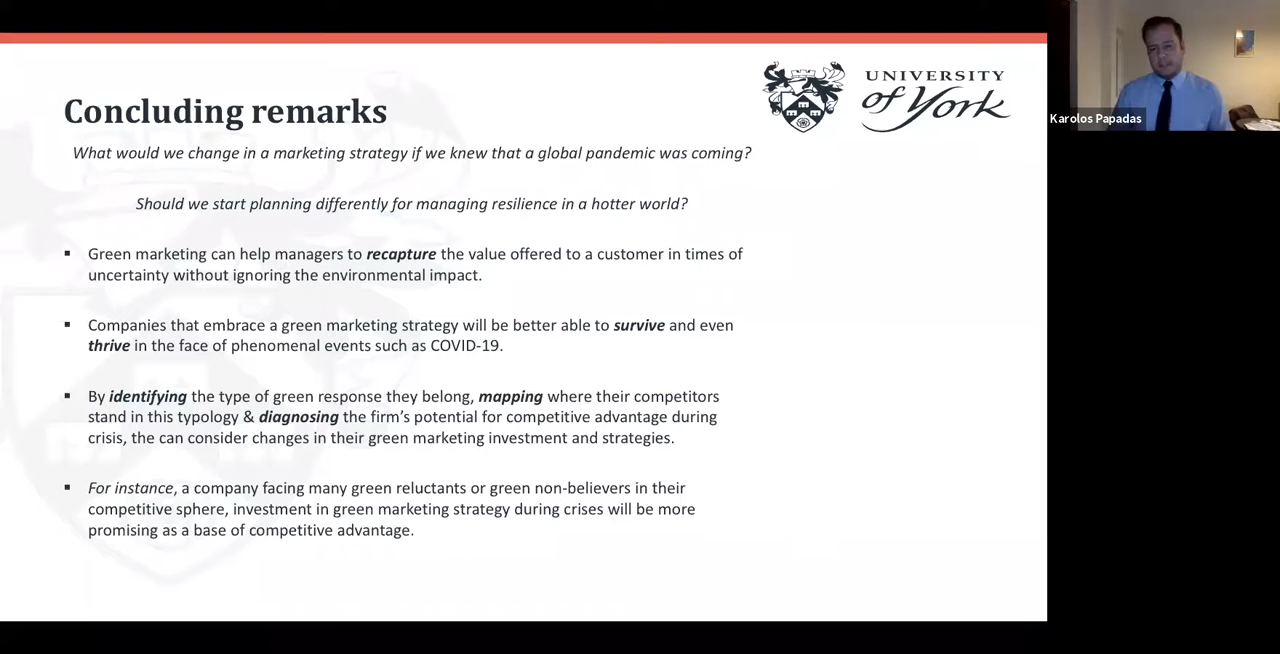 Concluding remarks
UNIVERSITY
of York
Karolos Papadas
What would we change in a marketing strategy if we knew that a global pandemic was coming?
Should we start planning differently for managing resilience in a hotter world?
▪ Green marketing can help managers to recapture the value offered to a customer in times of
uncertainty without ignoring the environmental impact.
▪ Companies that embrace a green marketing strategy will be better able to survive and even
thrive in the face of phenomenal events such as COVID-19.
▪ By identifying the type of green response they belong, mapping where their competitors
stand in this typology & diagnosing the firm’s potential for competitive advantage during
crisis, the can consider changes in their green marketing investment and strategies.
▪ For instance, a company facing many green reluctants or green non-believers in their
competitive sphere, investment in green marketing strategy during crises will be more
promising as a base of competitive advantage.